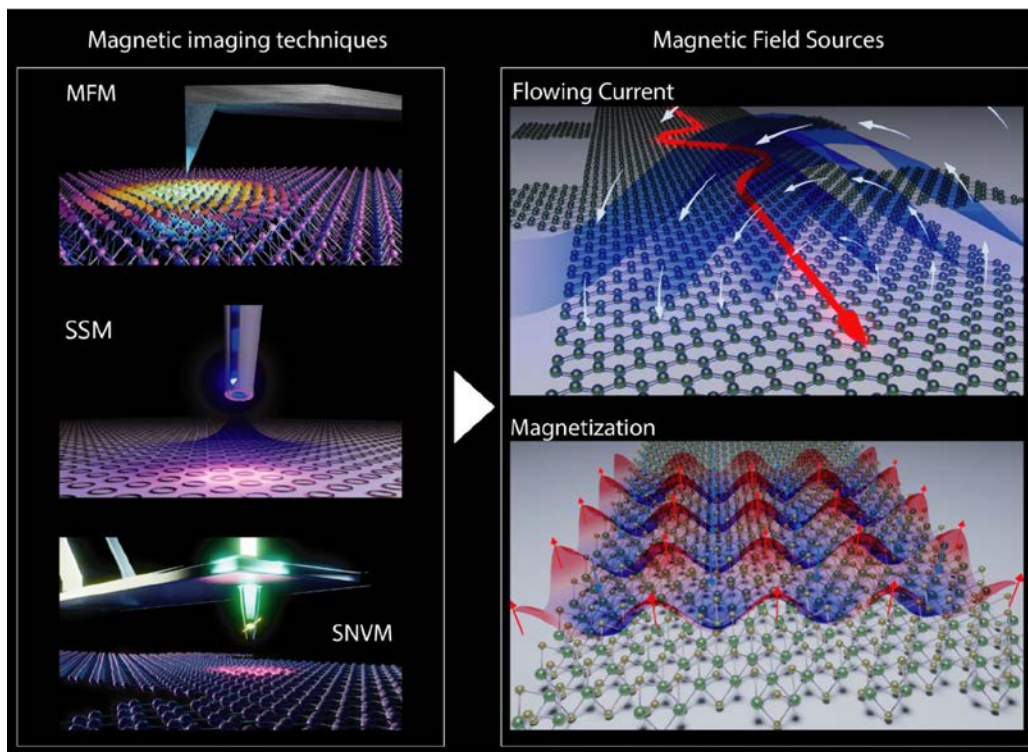 Magnetic imaging techniques
MFM
SSM
SNVM
Magnetic Field Sources
Flowing Current
Magnetization